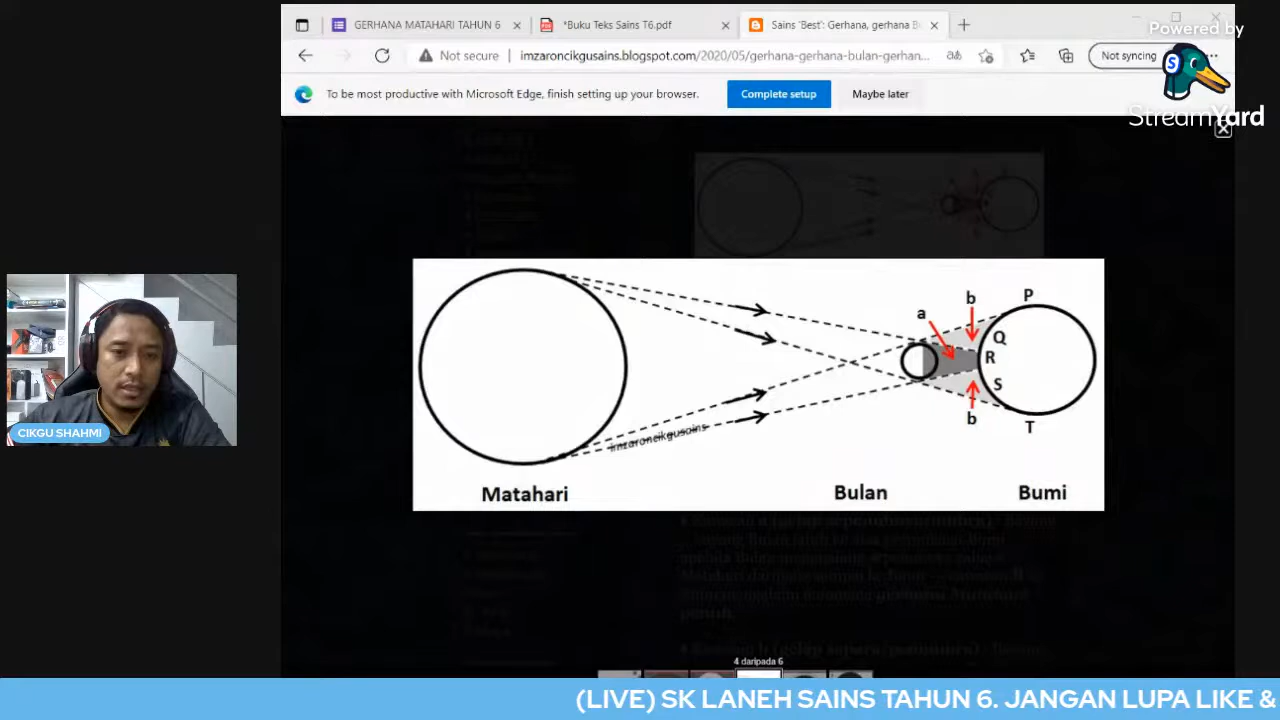 GERHANA MATAHARI TAHUN 6
*Buku Teks Sains T6.pdf
Sains 'Best': Gerhana, gerhana B
Powered by
Not secure
imzaroncikgusains.blogspot.com/2020/05/gerhana-gerhana-bulan-gerhan...
Not syncing
To be most productive with Microsoft Edge, finish setting up your browser.
Complete setup
Maybe later
StreamYard
S
P
b
a
Q
R
S
b
T
imzaroncikgusains
Matahari
Bulan
Bumi
CIKGU SHAHMI
4 daripada 6
(LIVE) SK LANEH SAINS TAHUN 6. JANGAN LUPA LIKE &